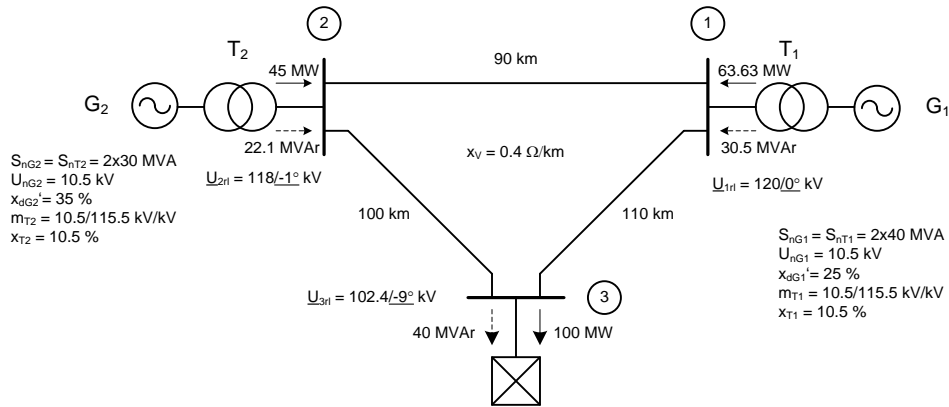 2
1
T2
T1
90 km
45 MW
63.63 MW
G2
G1
22.1 MVAr
30.5 MVAr
xV = 0.4 Ω/km
SnG2 = SnT2 = 2x30 MVA
UnG2 = 10.5 kV
xdG2' = 35 %
mT2 = 10.5/115.5 kV/kV
xT2 = 10.5 %
U2rl = 118/-1° kV
U1rl = 120/0° kV
100 km
110 km
SnG1 = SnT1 = 2x40 MVA
UnG1 = 10.5 kV
xdG1' = 25 %
mT1 = 10.5/115.5 kV/kV
xT1 = 10.5 %
U3rl = 102.4/-9° kV
3
40 MVAr
100 MW